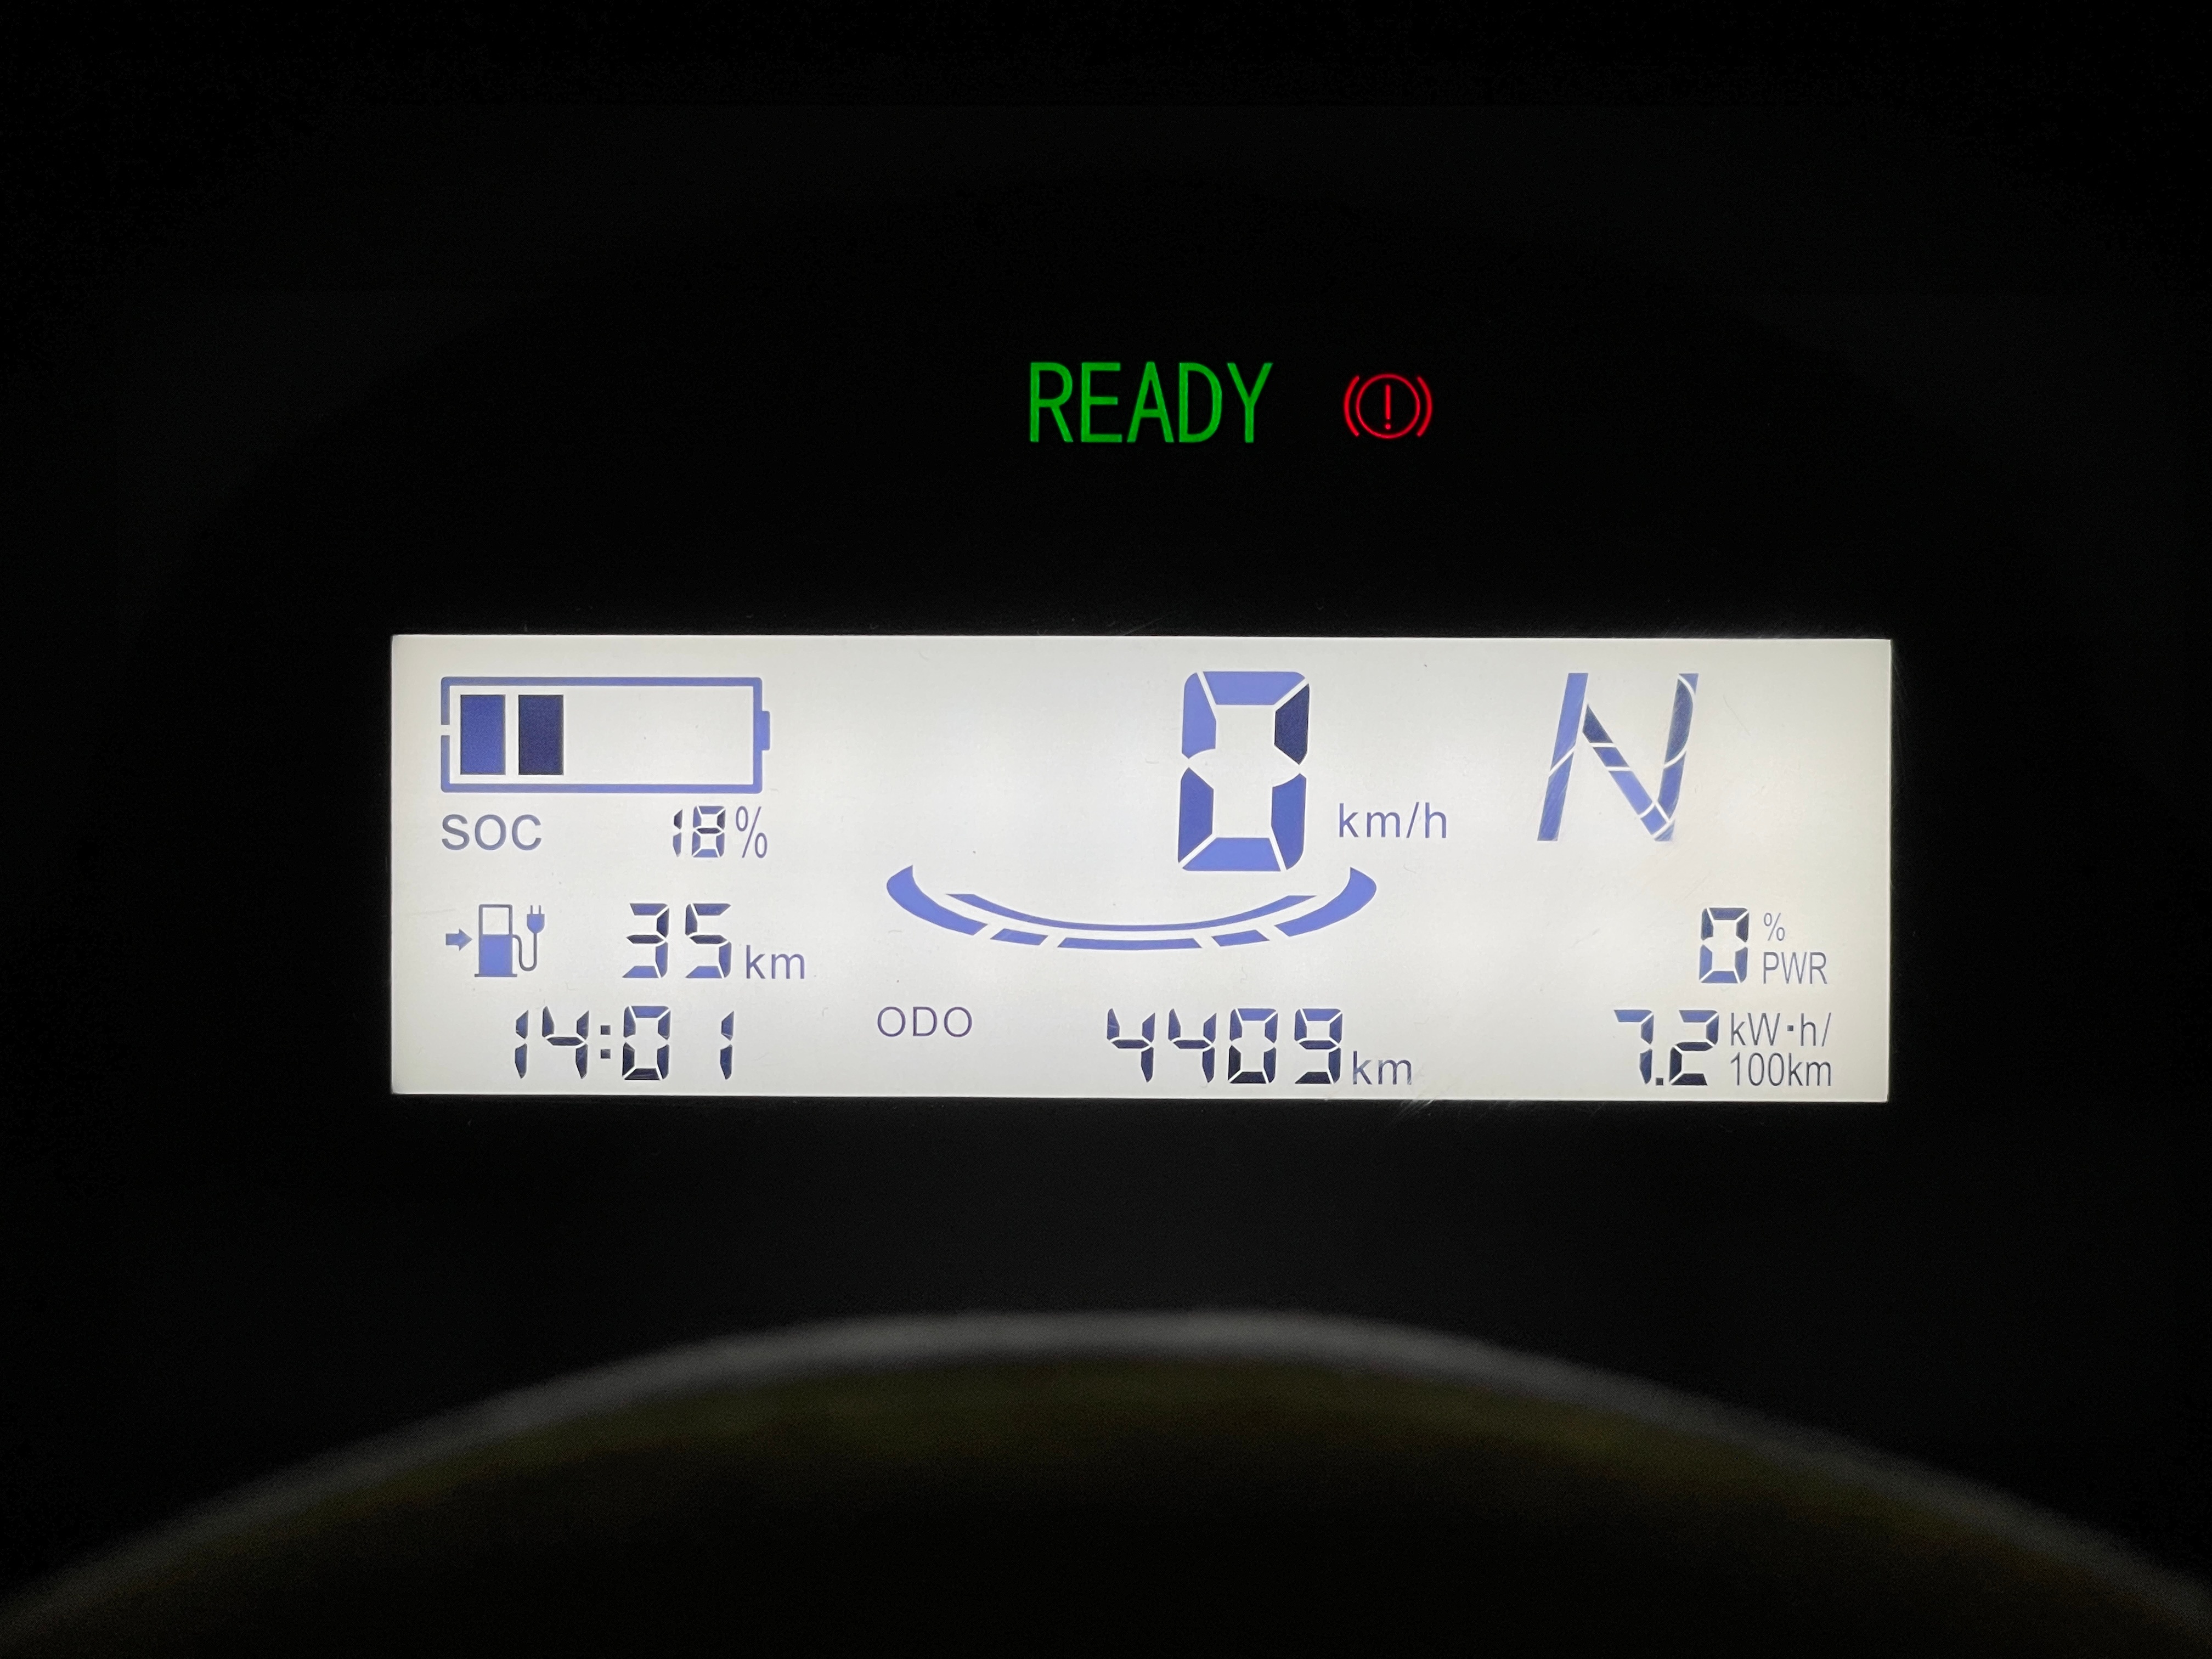 READY
0 km/h
N
SOC 18%
35 km
0 % PWR
14:01
ODO 4409 km
7.2 kW·h/
100km